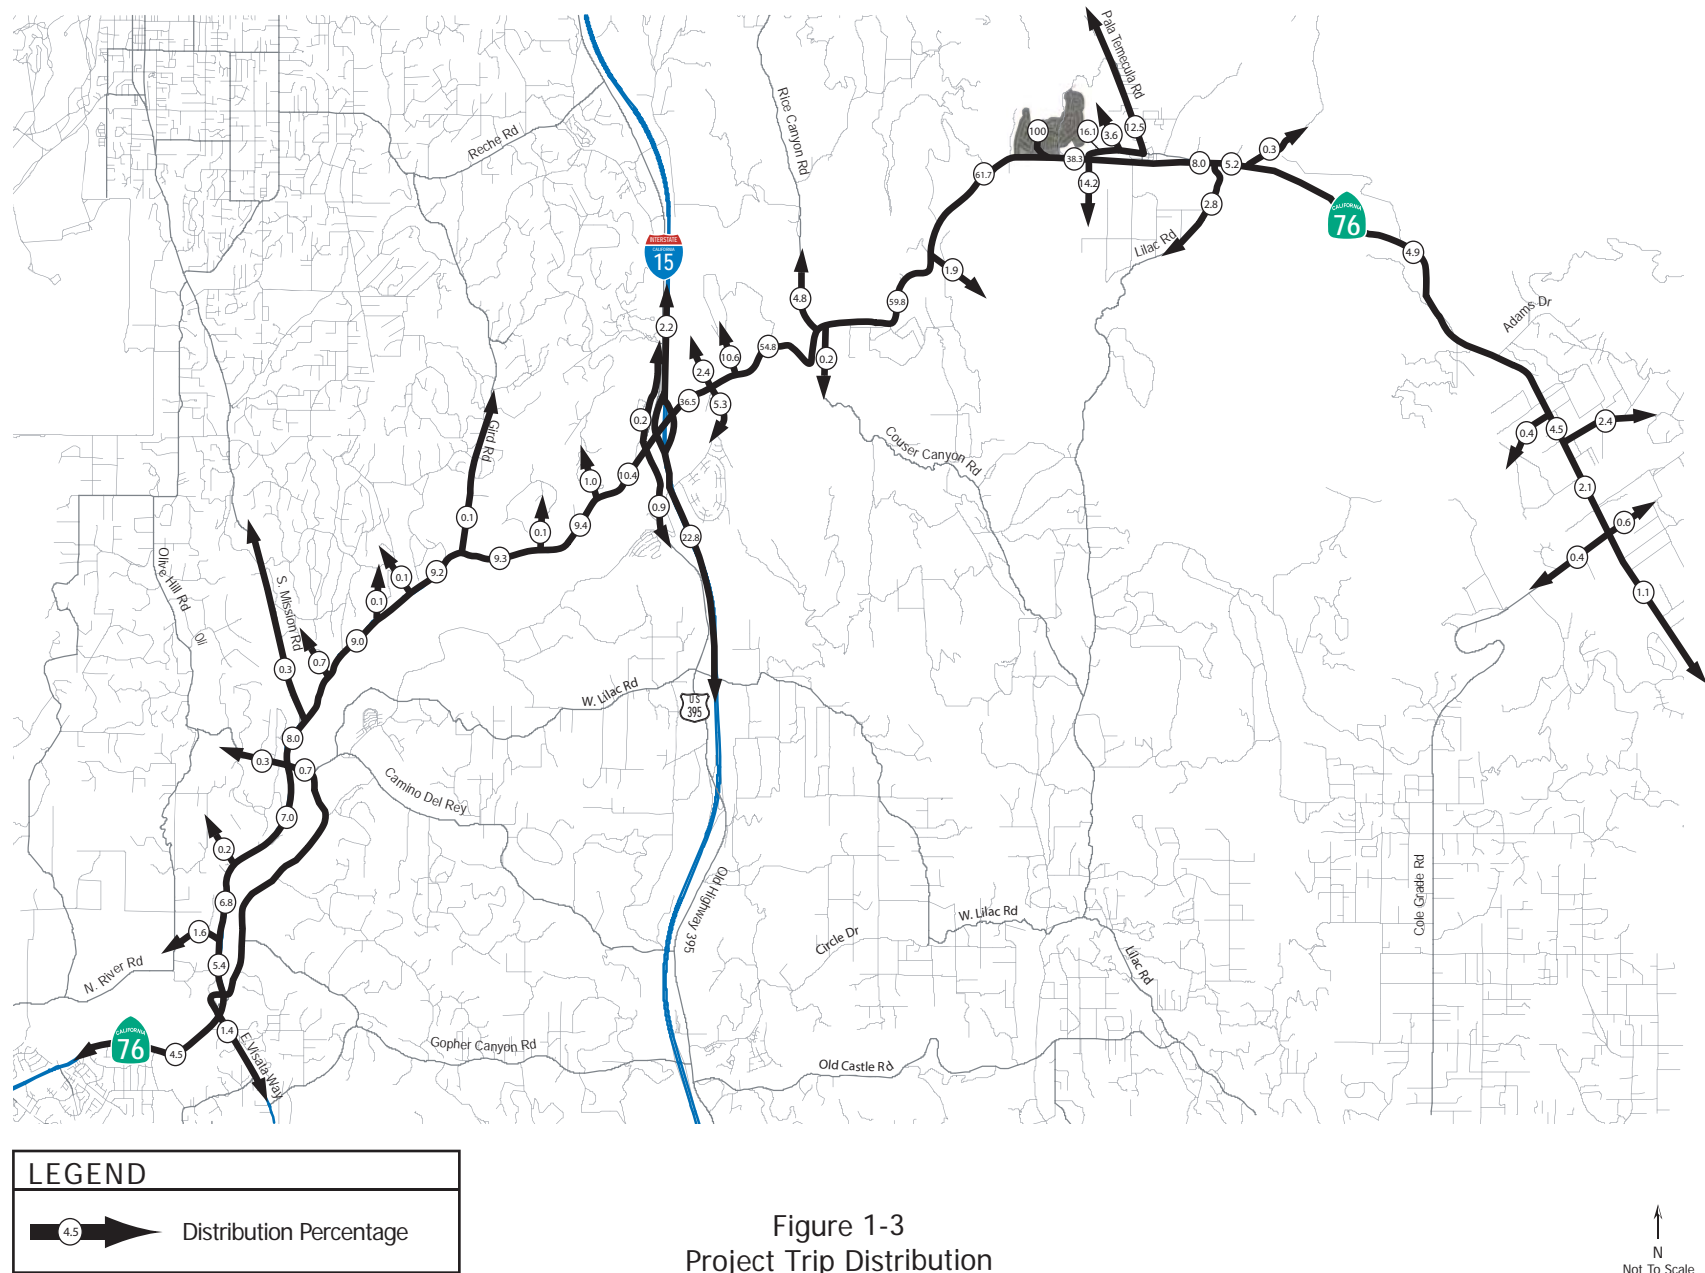 Pala Temecula Rd
Rice Canyon Rd
Reche Rd
100
16.1
3.6
12.5
38.3
14.2
8.0
5.2
0.3
61.7
2.8
Lilac Rd
CALIFORNIA
76
4.9
INTERSTATE
CALIFORNIA
15
1.9
4.8
59.8
Adams Dr
2.2
0.2
54.8
10.6
2.4
36.5
5.3
0.2
Gird Rd
0.4
4.5
2.4
Couser Canyon Rd
1.0
10.4
2.1
0.9
0.1
0.1
9.4
22.8
0.6
9.3
0.4
9.2
0.1
0.1
1.1
Olive Hill Rd
Oli
S. Mission Rd
9.0
0.7
0.3
W. Lilac Rd
US
395
8.0
0.3
0.7
Camino Del Rey
7.0
0.2
Cole Grade Rd
Old Highway 395
6.8
W. Lilac Rd
1.6
Circle Dr
5.4
N. River Rd
Lilac Rd
CALIFORNIA
76
4.5
1.4
E Visata Way
Gopher Canyon Rd
Old Castle Rd
LEGEND
4.5
Distribution Percentage
Figure 1-3
Project Trip Distribution
N
Not To Scale